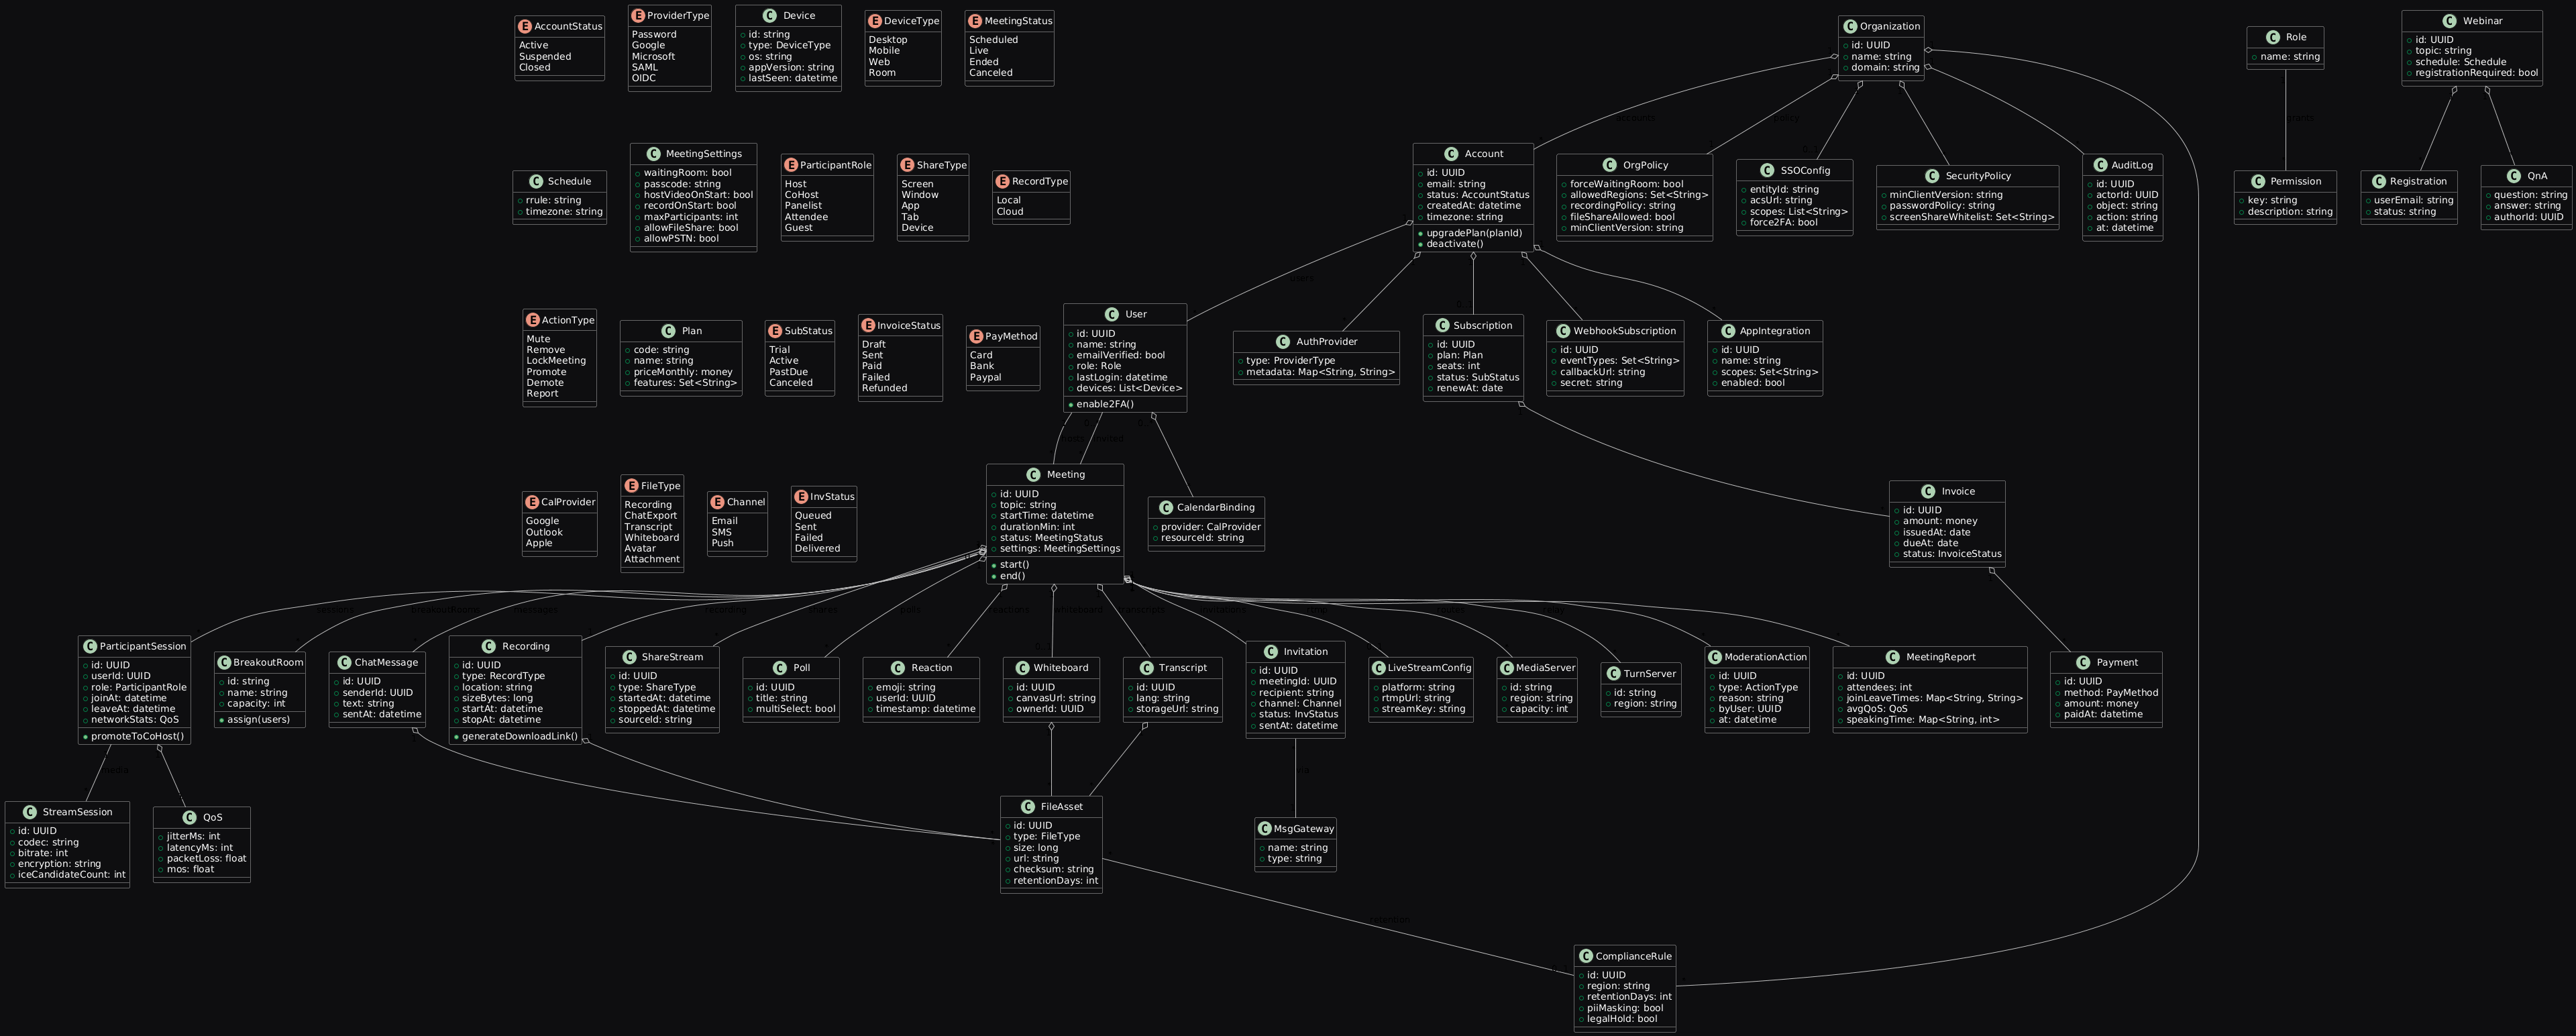 AccountStatus
Active
Suspended
Closed
ProviderType
Password
Google
Microsoft
SAML
OIDC
Device
id: string
type: DeviceType
os: string
appVersion: string
lastSeen: datetime
DeviceType
Desktop
Mobile
Web
Room
MeetingStatus
Scheduled
Live
Ended
Canceled
Organization
id: UUID
name: string
domain: string
Role
name: string
Webinar
id: UUID
topic: string
schedule: Schedule
registrationRequired: bool
accounts
policy
grants
Schedule
rrule: string
timezone: string
MeetingSettings
waitingRoom: bool
passcode: string
hostVideoOnStart: bool
recordOnStart: bool
maxParticipants: int
allowFileShare: bool
allowPSTN: bool
ParticipantRole
Host
CoHost
Panelist
Attendee
Guest
ShareType
Screen
Window
App
Tab
Device
RecordType
Local
Cloud
Account
id: UUID
email: string
status: AccountStatus
createdAt: datetime
timezone: string
upgradePlan(planId)
deactivate()
OrgPolicy
forceWaitingRoom: bool
allowedRegions: Set<String>
recordingPolicy: string
fileShareAllowed: bool
minClientVersion: string
SSOConfig
entityId: string
acsUrl: string
scopes: List<String>
force2FA: bool
SecurityPolicy
minClientVersion: string
passwordPolicy: string
screenShareWhitelist: Set<String>
AuditLog
id: UUID
actorId: UUID
object: string
action: string
at: datetime
Permission
key: string
description: string
Registration
userEmail: string
status: string
QnA
question: string
answer: string
authorId: UUID
users
ActionType
Mute
Remove
LockMeeting
Promote
Demote
Report
Plan
code: string
name: string
priceMonthly: money
features: Set<String>
SubStatus
Trial
Active
PastDue
Canceled
InvoiceStatus
Draft
Sent
Paid
Failed
Refunded
PayMethod
Card
Bank
Paypal
User
id: UUID
name: string
emailVerified: bool
role: Role
lastLogin: datetime
devices: List<Device>
enable2FA()
AuthProvider
type: ProviderType
metadata: Map<String, String>
Subscription
id: UUID
plan: Plan
seats: int
status: SubStatus
renewAt: date
WebhookSubscription
id: UUID
eventTypes: Set<String>
callbackUrl: string
secret: string
AppIntegration
id: UUID
name: string
scopes: Set<String>
enabled: bool
invited
CalProvider
Google
Outlook
Apple
FileType
Recording
ChatExport
Transcript
Whiteboard
Avatar
Attachment
Channel
Email
SMS
Push
InvStatus
Queued
Sent
Failed
Delivered
Meeting
id: UUID
topic: string
startTime: datetime
durationMin: int
status: MeetingStatus
settings: MeetingSettings
start()
end()
CalendarBinding
provider: CalProvider
resourceId: string
Invoice
id: UUID
amount: money
issuedAt: date
dueAt: date
status: InvoiceStatus
sessions
breakoutRooms
messages
recording
shares
polls
reactions
whiteboard
transcripts
invitations
relay
ParticipantSession
id: UUID
userId: UUID
role: ParticipantRole
joinAt: datetime
leaveAt: datetime
networkStats: QoS
promoteToCoHost()
BreakoutRoom
id: string
name: string
capacity: int
assign(users)
ChatMessage
id: UUID
senderId: UUID
text: string
sentAt: datetime
Recording
id: UUID
type: RecordType
location: string
sizeBytes: long
startAt: datetime
stopAt: datetime
generateDownloadLink()
ShareStream
id: UUID
type: ShareType
startedAt: datetime
stoppedAt: datetime
sourceId: string
Poll
id: UUID
title: string
multiSelect: bool
Reaction
emoji: string
userId: UUID
timestamp: datetime
Whiteboard
id: UUID
canvasUrl: string
ownerId: UUID
Transcript
id: UUID
lang: string
storageUrl: string
Invitation
id: UUID
meetingId: UUID
recipient: string
channel: Channel
status: InvStatus
sentAt: datetime
LiveStreamConfig
platform: string
rtmpUrl: string
streamKey: string
MediaServer
id: string
region: string
capacity: int
TurnServer
id: string
region: string
ModerationAction
id: UUID
type: ActionType
reason: string
byUser: UUID
at: datetime
MeetingReport
id: UUID
attendees: int
joinLeaveTimes: Map<String, String>
avgQoS: QoS
speakingTime: Map<String, int>
Payment
id: UUID
method: PayMethod
amount: money
paidAt: datetime
media
via
StreamSession
id: UUID
codec: string
bitrate: int
encryption: string
iceCandidateCount: int
QoS
jitterMs: int
latencyMs: int
packetLoss: float
mos: float
FileAsset
id: UUID
type: FileType
size: long
url: string
checksum: string
retentionDays: int
MsgGateway
name: string
type: string
retention
ComplianceRule
id: UUID
region: string
retentionDays: int
piiMasking: bool
legalHold: bool